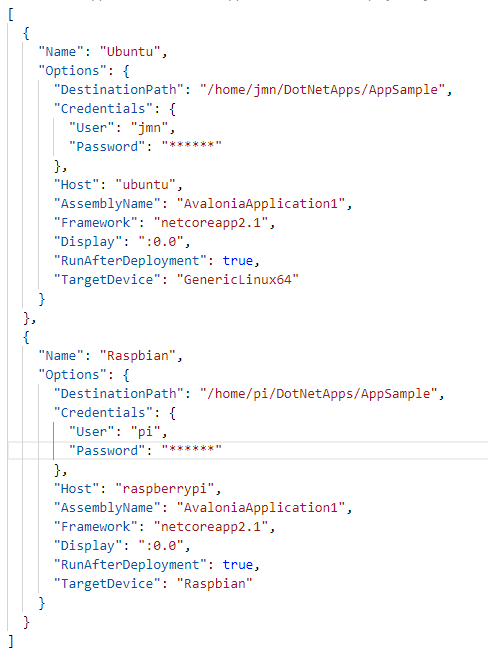 [
  {
    "Name": "Ubuntu",
    "Options": {
      "DestinationPath": "/home/jmn/DotNetApps/AppSample",
      "Credentials": {
        "User": "jmn",
        "Password": "******"
      },
      "Host": "ubuntu",
      "AssemblyName": "AvaloniaApplication1",
      "Framework": "netcoreapp2.1",
      "Display": ":0.0",
      "RunAfterDeployment": true,
      "TargetDevice": "GenericLinux64"
    }
  },
  {
    "Name": "Raspbian",
    "Options": {
      "DestinationPath": "/home/pi/DotNetApps/AppSample",
      "Credentials": {
        "User": "pi",
        "Password": "******"
      },
      "Host": "raspberrypi",
      "AssemblyName": "AvaloniaApplication1",
      "Framework": "netcoreapp2.1",
      "Display": ":0.0",
      "RunAfterDeployment": true,
      "TargetDevice": "Raspbian"
    }
  }
]